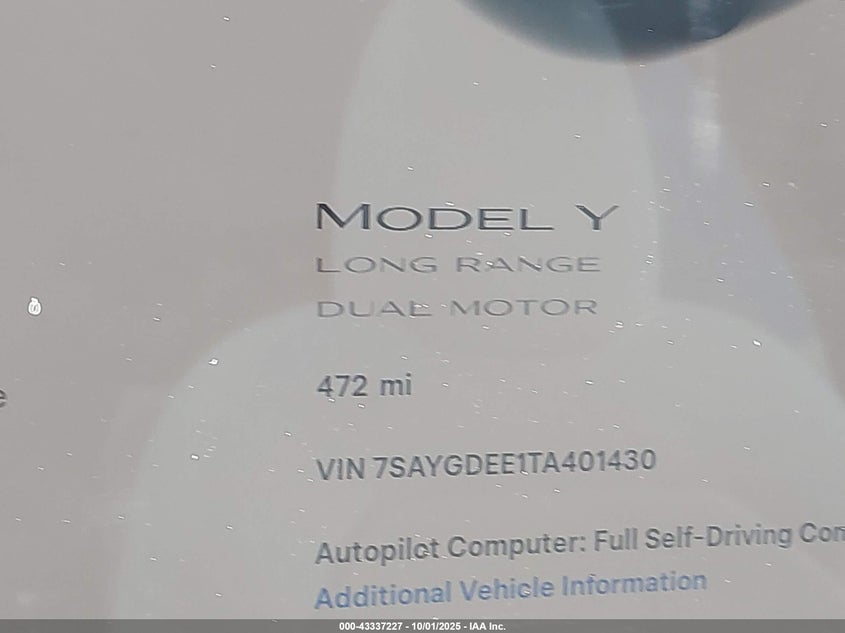 MODEL Y
LONG RANGE
DUAL MOTOR
472 mi
VIN 7SAYGDEE1TA401430
Autopilot Computer: Full Self-Driving Com
Additional Vehicle Information
000-43337227 - 10/01/2025 - IAA Inc.